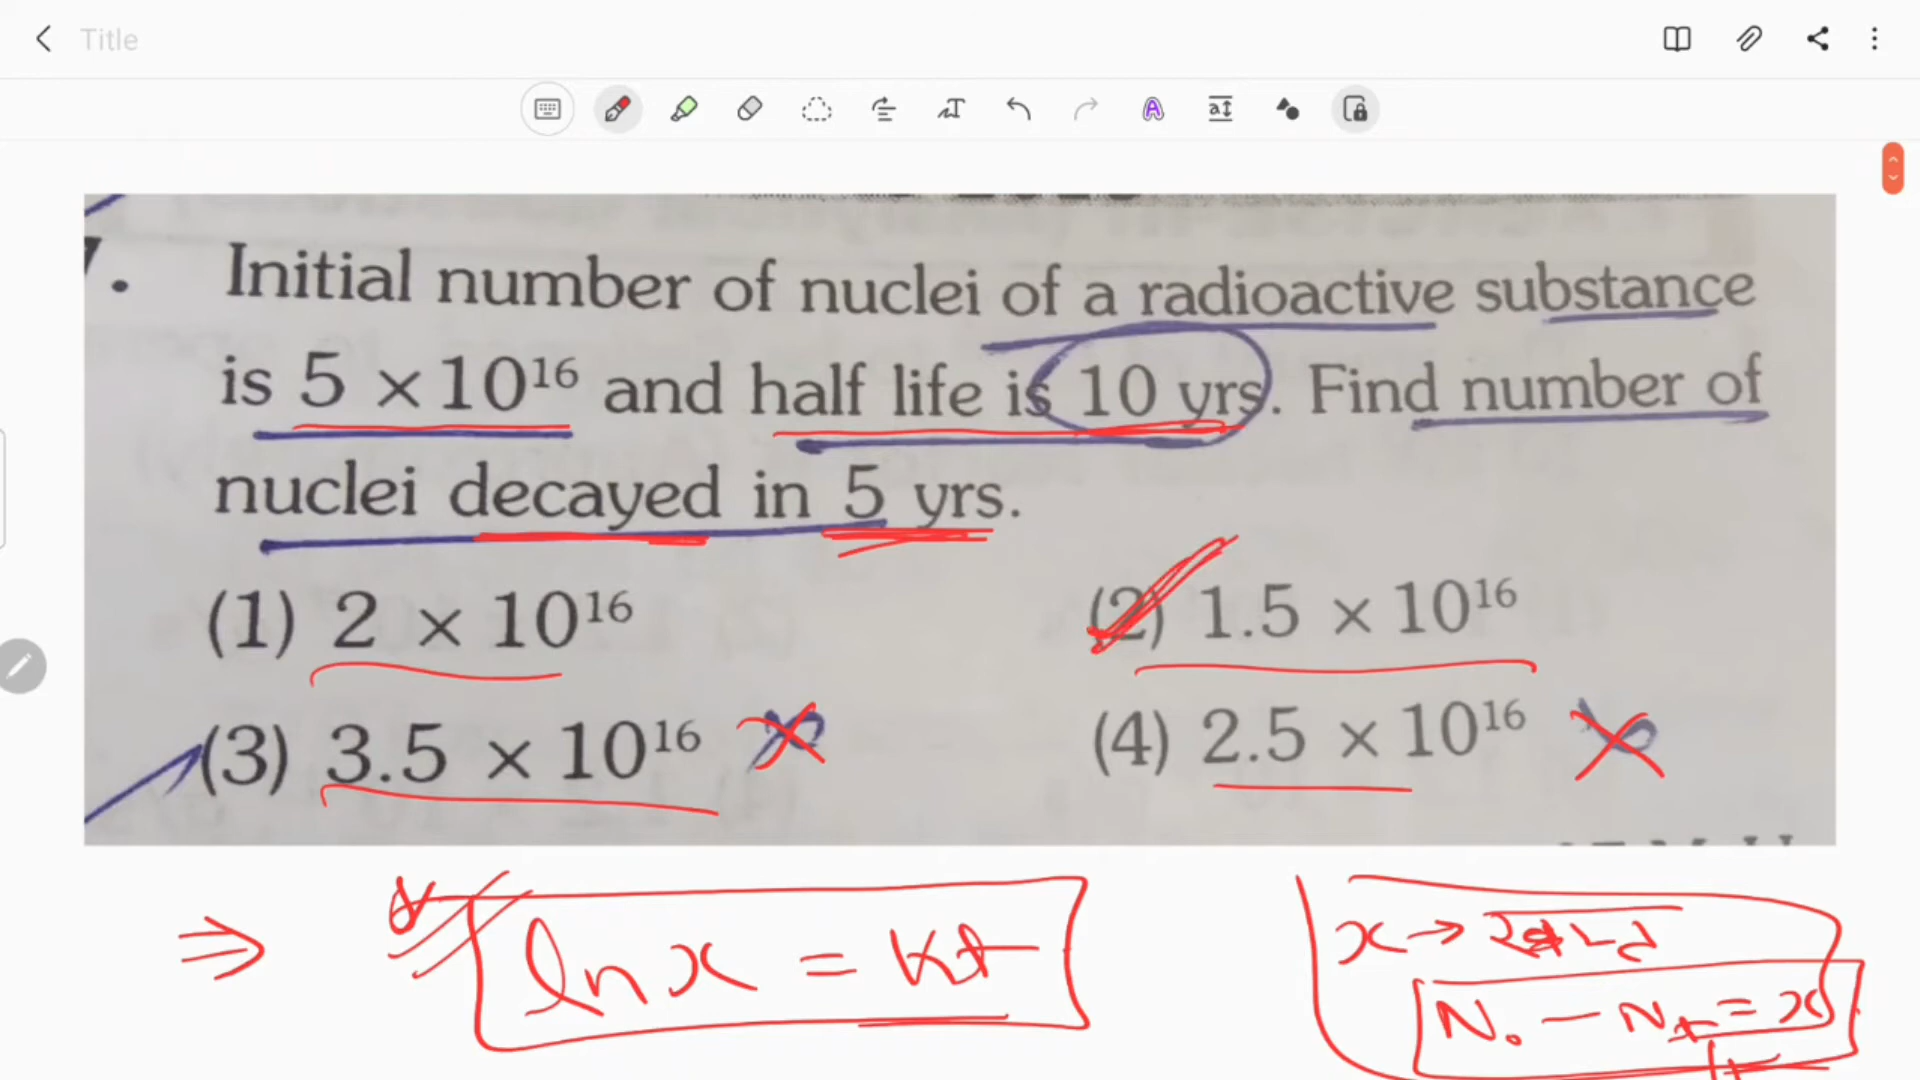 Title
7. Initial number of nuclei of a radioactive substance
is 5 × 10¹⁶ and half life is 10 yrs. Find number of
nuclei decayed in 5 yrs.
(1) 2 × 10¹⁶ (2) 1.5 × 10¹⁶
(3) 3.5 × 10¹⁶ (4) 2.5 × 10¹⁶
⇒ ln x = Kt
x →
N₀ − Nt = x